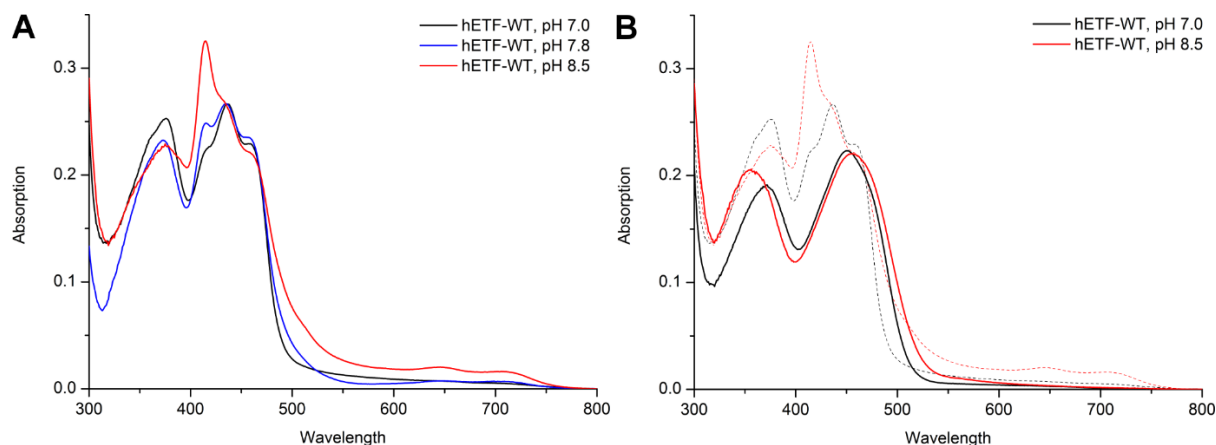 A
hETF-WT, pH 7.0
hETF-WT, pH 7.8
hETF-WT, pH 8.5
0.3
0.2
0.1
0.0
Absorption
300 400 500 600 700 800
Wavelength
B
hETF-WT, pH 7.0
hETF-WT, pH 8.5
0.3
0.2
0.1
0.0
Absorption
300 400 500 600 700 800
Wavelength